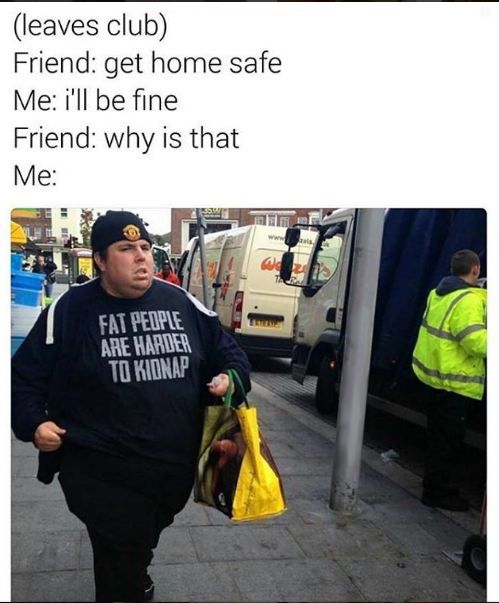 (leaves club)
Friend: get home safe
Me: i'll be fine
Friend: why is that
Me:
FAT PEOPLE
ARE HARDER
TO KIDNAP